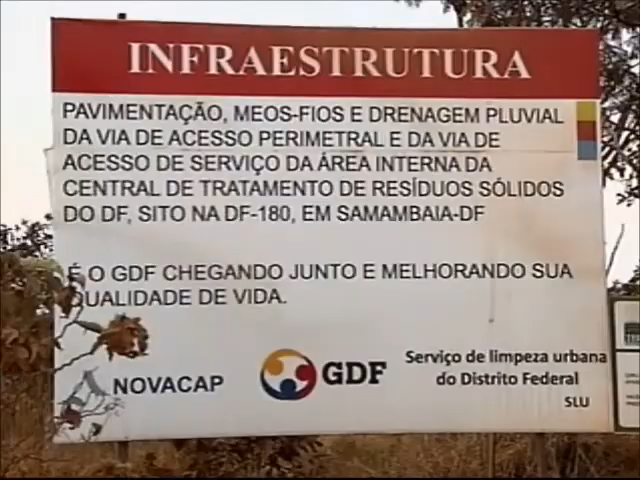 INFRAESTRUTURA
PAVIMENTAÇÃO, MEOS-FIOS E DRENAGEM PLUVIAL
DA VIA DE ACESSO PERIMETRAL E DA VIA DE
ACESSO DE SERVIÇO DA ÁREA INTERNA DA
CENTRAL DE TRATAMENTO DE RESÍDUOS SÓLIDOS
DO DF, SITO NA DF-180, EM SAMAMBAIA-DF
É O GDF CHEGANDO JUNTO E MELHORANDO SUA
QUALIDADE DE VIDA.
NOVACAP
GDF
Serviço de limpeza urbana
do Distrito Federal
SLU